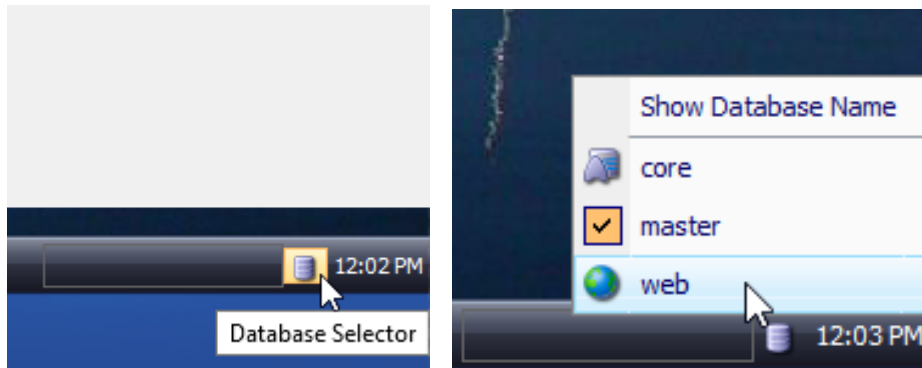 12:02 PM
Database Selector
Show Database Name
core
master
web
12:03 PM